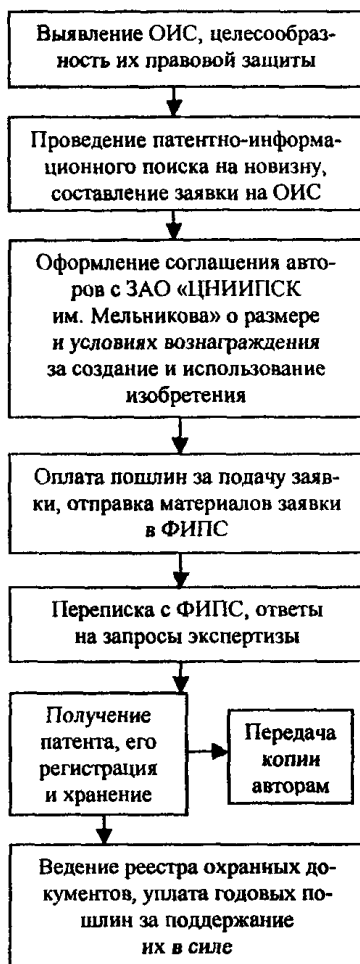 Выявление ОИС, целесообраз-
ность их правовой защиты
Проведение патентно-информа-
ционного поиска на новизну,
составление заявки на ОИС
Оформление соглашения авто-
ров с ЗАО «ЦНИИПСК
им. Мельникова» о размере
и условиях вознаграждения
за создание и использование
изобретения
Оплата пошлин за подачу заяв-
ки, отправка материалов заявки
в ФИПС
Переписка с ФИПС, ответы
на запросы экспертизы
Получение
патента, его
регистрация
и хранение
Передача
копии
авторам
Ведение реестра охранных до-
кументов, уплата годовых по-
шлин за поддержание
их в силе